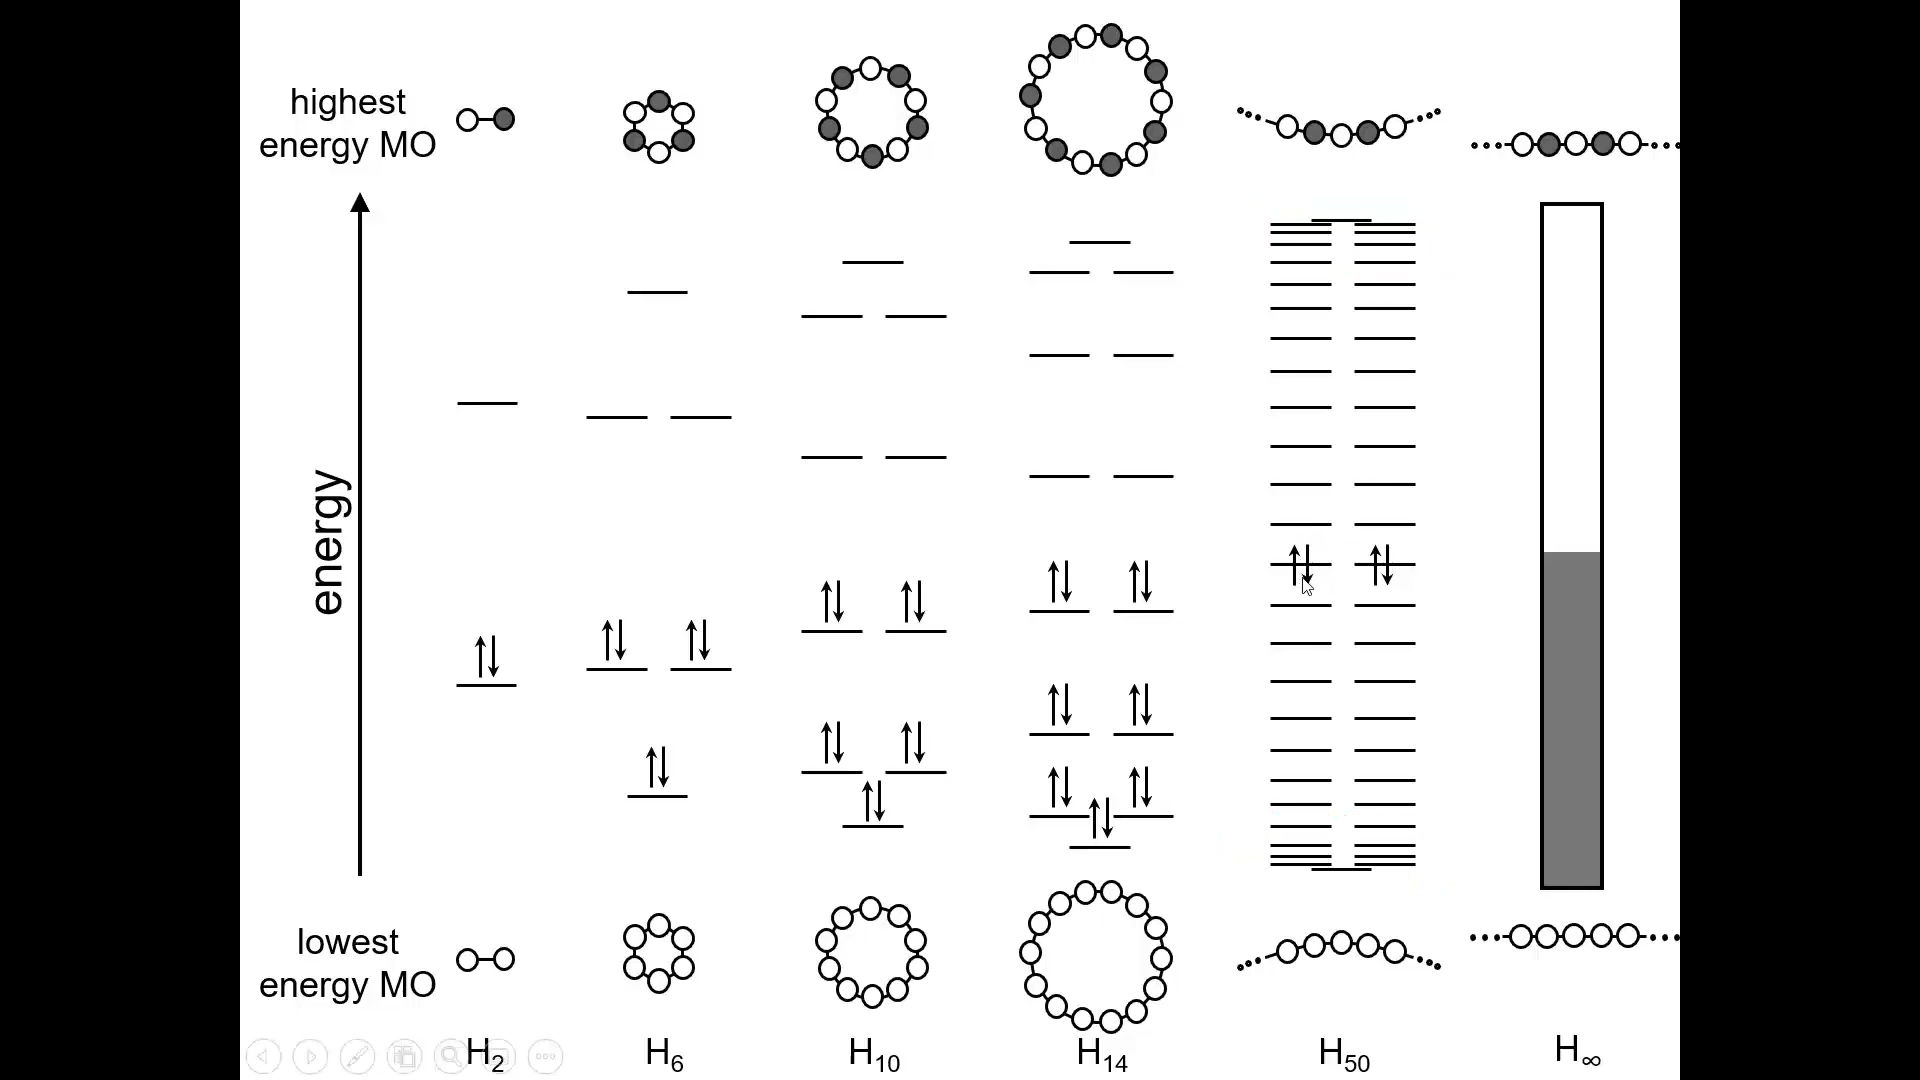 highest
energy MO
energy
lowest
energy MO
H₂
H₆
H₁₀
H₁₄
H₅₀
H∞